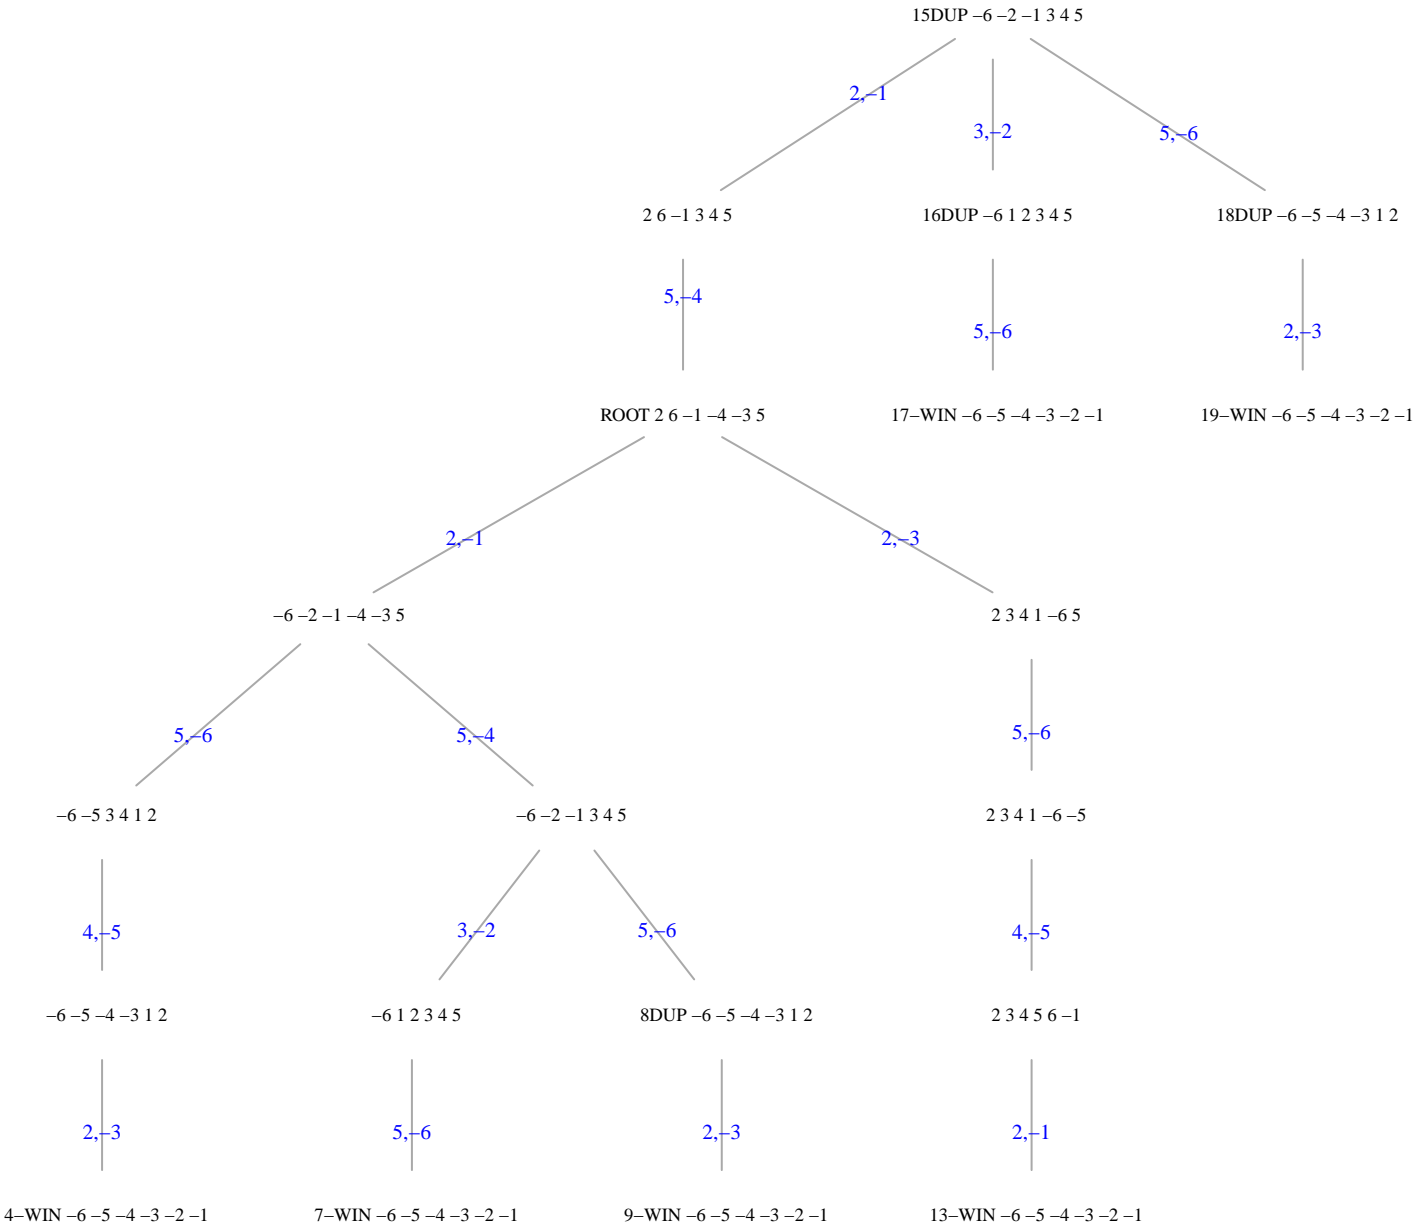 15DUP –6 –2 –1 3 4 5
2,–1
3,–2
5,–6
2 6 –1 3 4 5
16DUP –6 1 2 3 4 5
18DUP –6 –5 –4 –3 1 2
5,–4
5,–6
2,–3
ROOT 2 6 –1 –4 –3 5
17–WIN –6 –5 –4 –3 –2 –1
19–WIN –6 –5 –4 –3 –2 –1
2,–1
2,–3
–6 –2 –1 –4 –3 5
2 3 4 1 –6 5
5,–6
5,–4
5,–6
–6 –5 3 4 1 2
–6 –2 –1 3 4 5
2 3 4 1 –6 –5
4,–5
3,–2
5,–6
4,–5
–6 –5 –4 –3 1 2
–6 1 2 3 4 5
8DUP –6 –5 –4 –3 1 2
2 3 4 5 6 –1
2,–3
5,–6
2,–3
2,–1
4–WIN –6 –5 –4 –3 –2 –1
7–WIN –6 –5 –4 –3 –2 –1
9–WIN –6 –5 –4 –3 –2 –1
13–WIN –6 –5 –4 –3 –2 –1